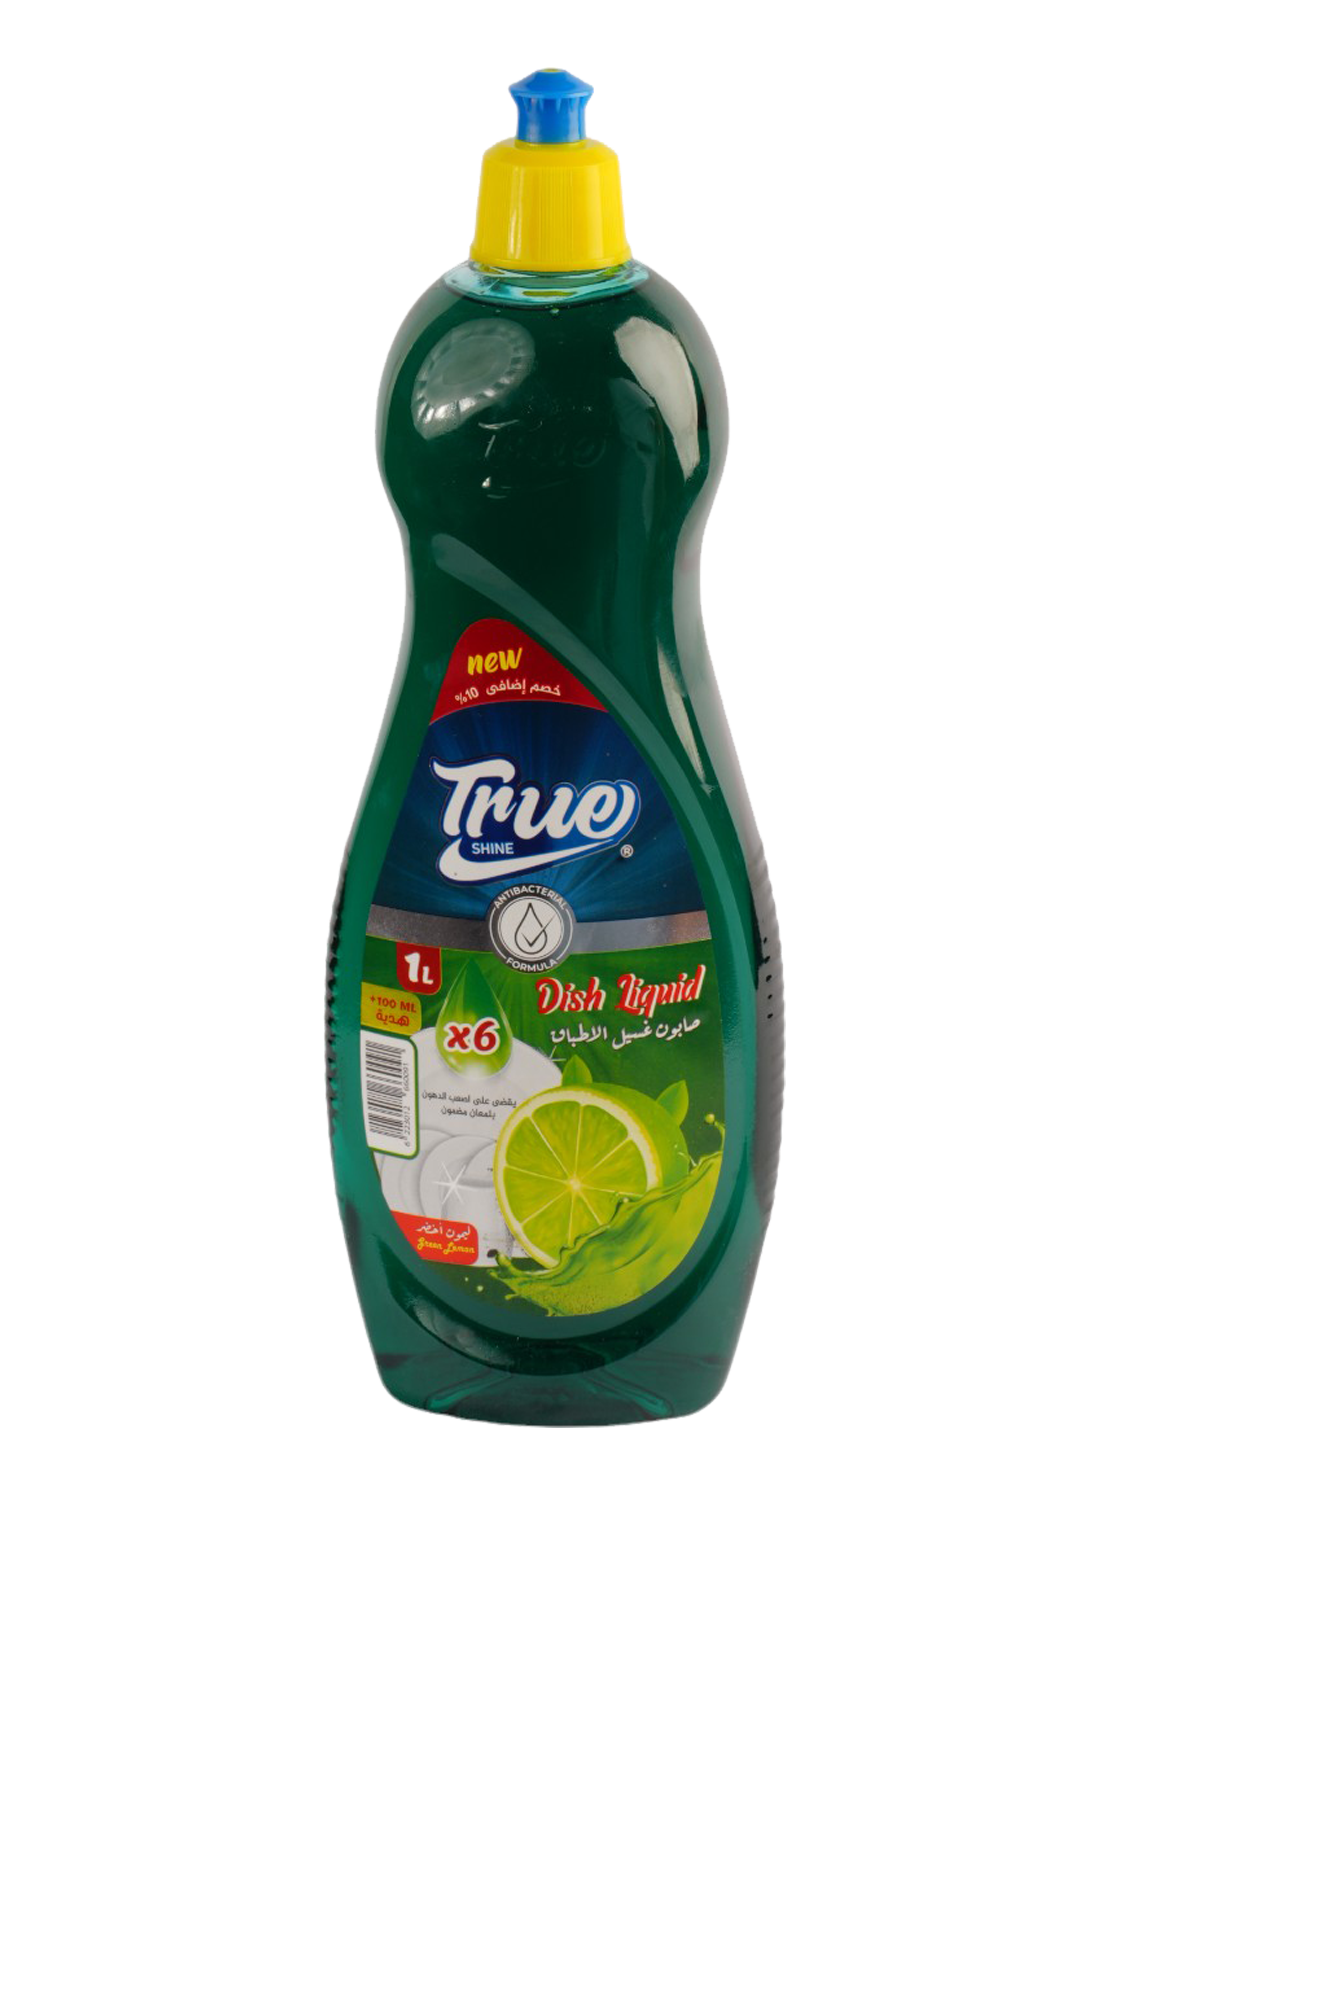 new
خصم إضافى 10%
True
SHINE
®
ANTIBACTERIAL
FORMULA
1L
+100 ML
هدية
x6
Dish Liquid
صابون غسيل الاطباق
يقضى على اصعب الدهون
بلمعان مضمون
ليمون أخضر
Green Lemon